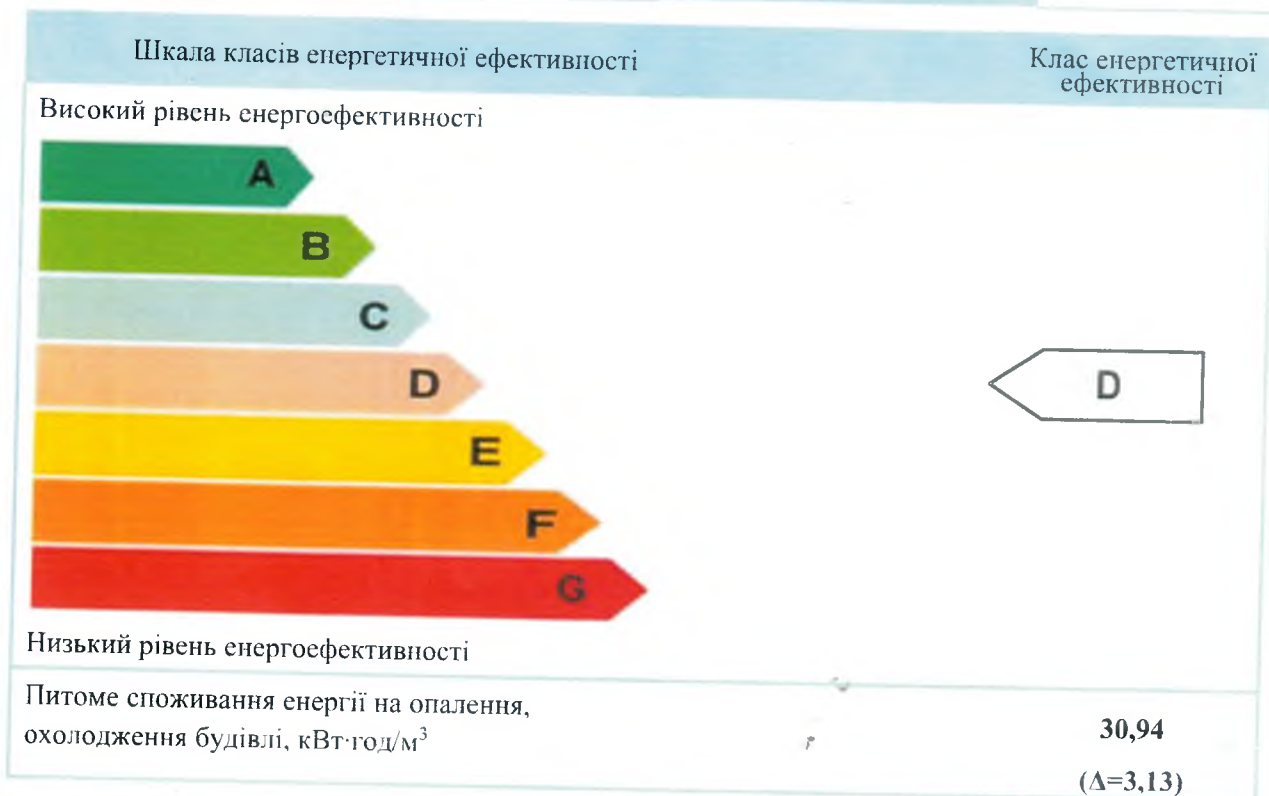 Шкала класів енергетичної ефективності
Клас енергетичної
ефективності
Високий рівень енергоефективності
A
B
C
D
D
E
F
G
Низький рівень енергоефективності
Питоме споживання енергії на опалення,
охолодження будівлі, кВт·год/м³
30,94
(Δ=3,13)